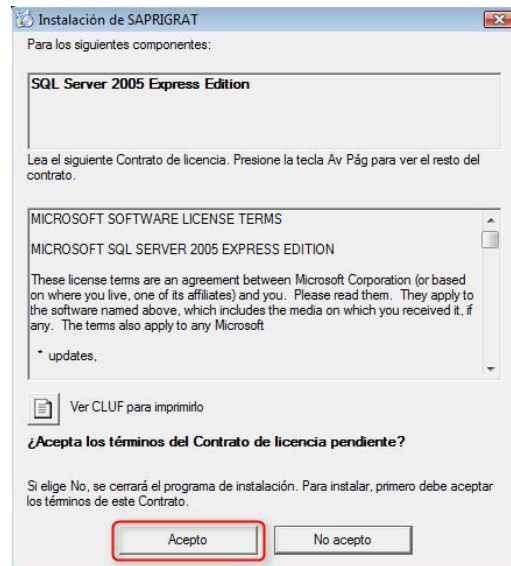 Instalación de SAPRIGRAT
Para los siguientes componentes:
SQL Server 2005 Express Edition
Lea el siguiente Contrato de licencia. Presione la tecla Av Pág para ver el resto del
contrato.
MICROSOFT SOFTWARE LICENSE TERMS
MICROSOFT SQL SERVER 2005 EXPRESS EDITION
These license terms are an agreement between Microsoft Corporation (or based
on where you live, one of its affiliates) and you.  Please read them.  They apply to
the software named above, which includes the media on which you received it, if
any.  The terms also apply to any Microsoft
* updates,
Ver CLUF para imprimirlo
¿Acepta los términos del Contrato de licencia pendiente?
Si elige No, se cerrará el programa de instalación. Para instalar, primero debe aceptar
los términos de este Contrato.
Acepto
No acepto